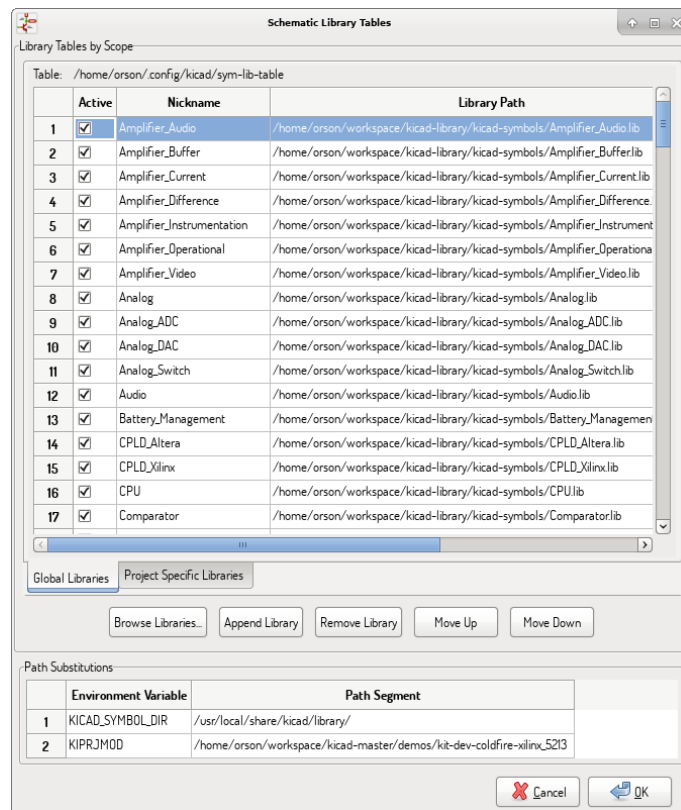 Schematic Library Tables
Library Tables by Scope
Table: /home/orson/.config/kicad/sym-lib-table
Active Nickname Library Path
1 Amplifier_Audio /home/orson/workspace/kicad-library/kicad-symbols/Amplifier_Audio.lib
2 Amplifier_Buffer /home/orson/workspace/kicad-library/kicad-symbols/Amplifier_Buffer.lib
3 Amplifier_Current /home/orson/workspace/kicad-library/kicad-symbols/Amplifier_Current.lib
4 Amplifier_Difference /home/orson/workspace/kicad-library/kicad-symbols/Amplifier_Difference.
5 Amplifier_Instrumentation /home/orson/workspace/kicad-library/kicad-symbols/Amplifier_Instrument
6 Amplifier_Operational /home/orson/workspace/kicad-library/kicad-symbols/Amplifier_Operationa
7 Amplifier_Video /home/orson/workspace/kicad-library/kicad-symbols/Amplifier_Video.lib
8 Analog /home/orson/workspace/kicad-library/kicad-symbols/Analog.lib
9 Analog_ADC /home/orson/workspace/kicad-library/kicad-symbols/Analog_ADC.lib
10 Analog_DAC /home/orson/workspace/kicad-library/kicad-symbols/Analog_DAC.lib
11 Analog_Switch /home/orson/workspace/kicad-library/kicad-symbols/Analog_Switch.lib
12 Audio /home/orson/workspace/kicad-library/kicad-symbols/Audio.lib
13 Battery_Management /home/orson/workspace/kicad-library/kicad-symbols/Battery_Managemen
14 CPLD_Altera /home/orson/workspace/kicad-library/kicad-symbols/CPLD_Altera.lib
15 CPLD_Xilinx /home/orson/workspace/kicad-library/kicad-symbols/CPLD_Xilinx.lib
16 CPU /home/orson/workspace/kicad-library/kicad-symbols/CPU.lib
17 Comparator /home/orson/workspace/kicad-library/kicad-symbols/Comparator.lib
Global Libraries Project Specific Libraries
Browse Libraries... Append Library Remove Library Move Up Move Down
Path Substitutions
Environment Variable Path Segment
1 KICAD_SYMBOL_DIR /usr/local/share/kicad/library/
2 KIPRJMOD /home/orson/workspace/kicad-master/demos/kit-dev-coldfire-xilinx_5213
Cancel OK